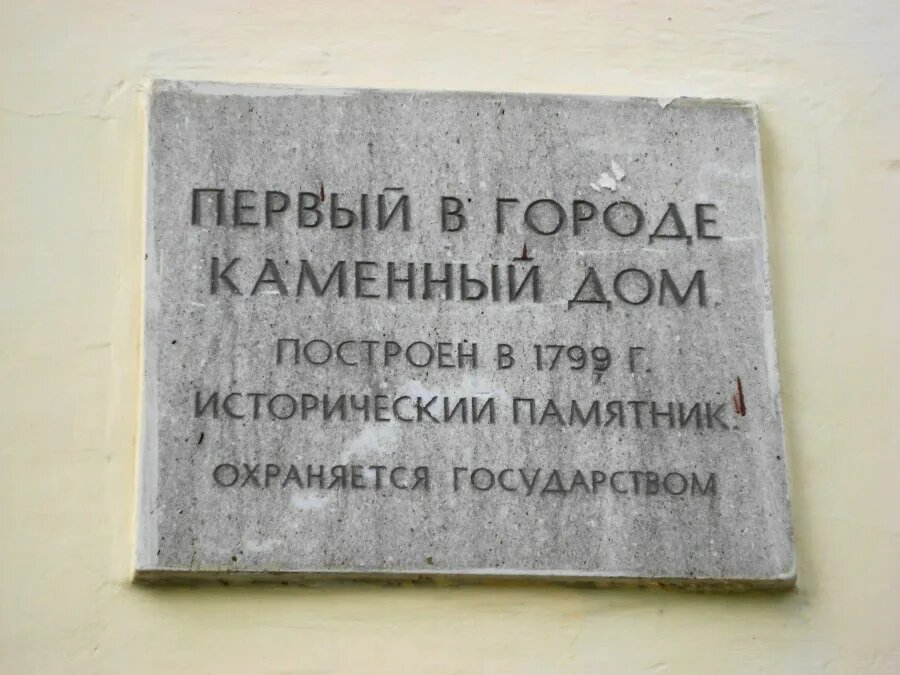 ПЕРВЫЙ В ГОРОДЕ
КАМЕННЫЙ ДОМ.
ПОСТРОЕН В 1799 Г.
ИСТОРИЧЕСКИЙ ПАМЯТНИК.
ОХРАНЯЕТСЯ ГОСУДАРСТВОМ